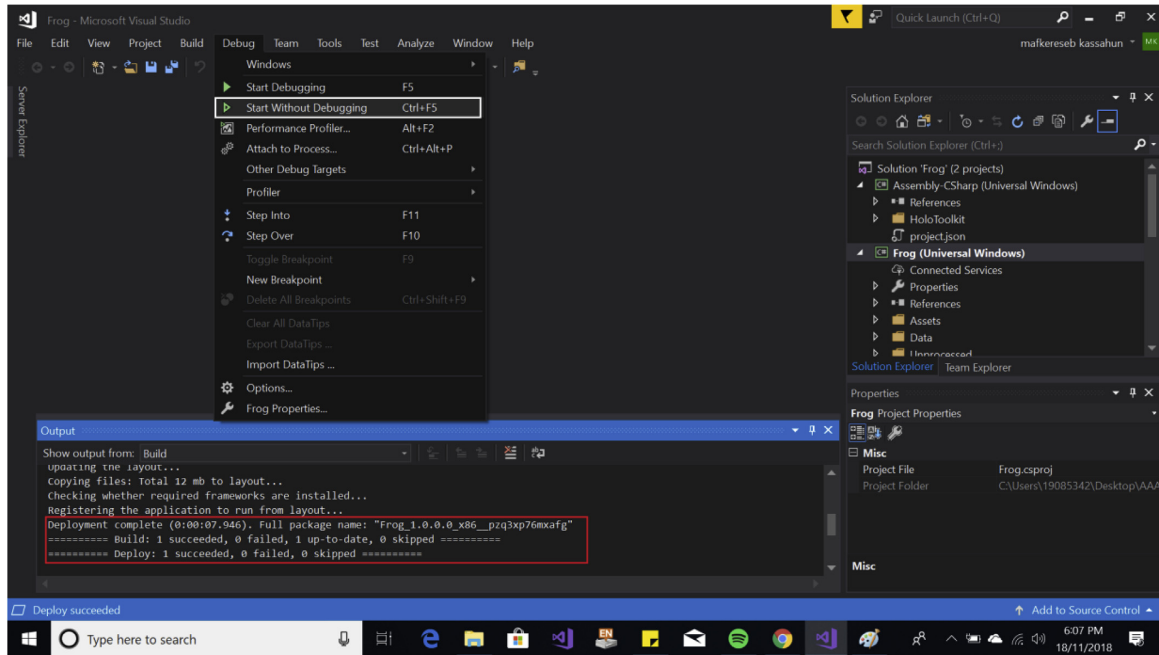 Frog - Microsoft Visual Studio
Quick Launch (Ctrl+Q)
File Edit View Project Build Debug Team Tools Test Analyze Window Help
mafkereseb kassahun MK
Server Explorer
Windows
Start Debugging F5
Start Without Debugging Ctrl+F5
Performance Profiler... Alt+F2
Attach to Process... Ctrl+Alt+P
Other Debug Targets
Profiler
Step Into F11
Step Over F10
Toggle Breakpoint F9
New Breakpoint
Delete All Breakpoints Ctrl+Shift+F9
Clear All DataTips
Export DataTips ...
Import DataTips ...
Options...
Frog Properties...
Solution Explorer
Search Solution Explorer (Ctrl+;)
Solution 'Frog' (2 projects)
Assembly-CSharp (Universal Windows)
References
HoloToolkit
project.json
Frog (Universal Windows)
Connected Services
Properties
References
Assets
Data
Unprocessed
Solution Explorer Team Explorer
Properties
Frog Project Properties
Misc
Project File Frog.csproj
Project Folder C:\Users\19085342\Desktop\AAA
Misc
Output
Show output from: Build
Updating the layout...
Copying files: Total 12 mb to layout...
Checking whether required frameworks are installed...
Registering the application to run from layout...
Deployment complete (0:00:07.946). Full package name: "Frog_1.0.0.0_x86__pzq3xp76mxafg"
========== Build: 1 succeeded, 0 failed, 1 up-to-date, 0 skipped ==========
========== Deploy: 1 succeeded, 0 failed, 0 skipped ==========
Deploy succeeded
Add to Source Control
Type here to search
EN
6:07 PM
18/11/2018